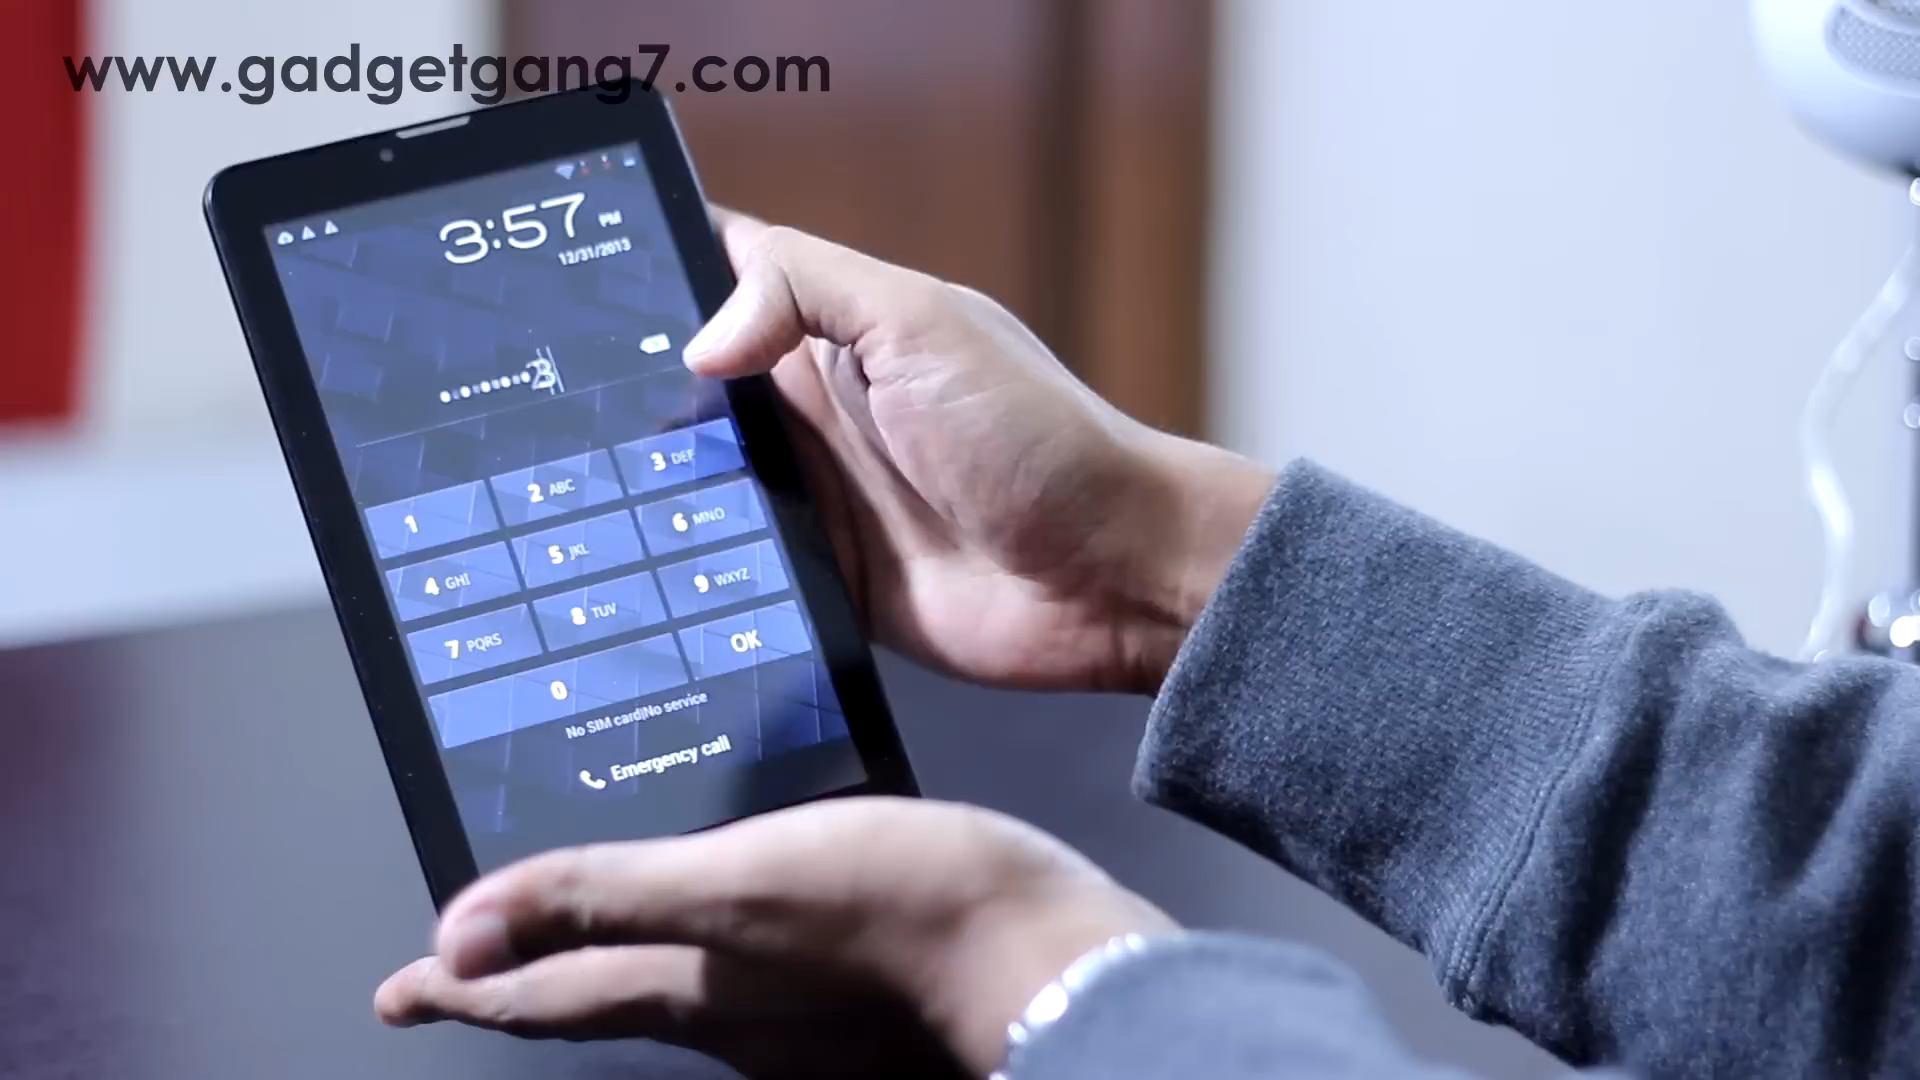 www.gadgetgang7.com
3:57 PM
12/31/2013
1
2 ABC
3 DEF
4 GHI
5 JKL
6 MNO
7 PQRS
8 TUV
9 WXYZ
0
OK
No SIM card|No service
Emergency call